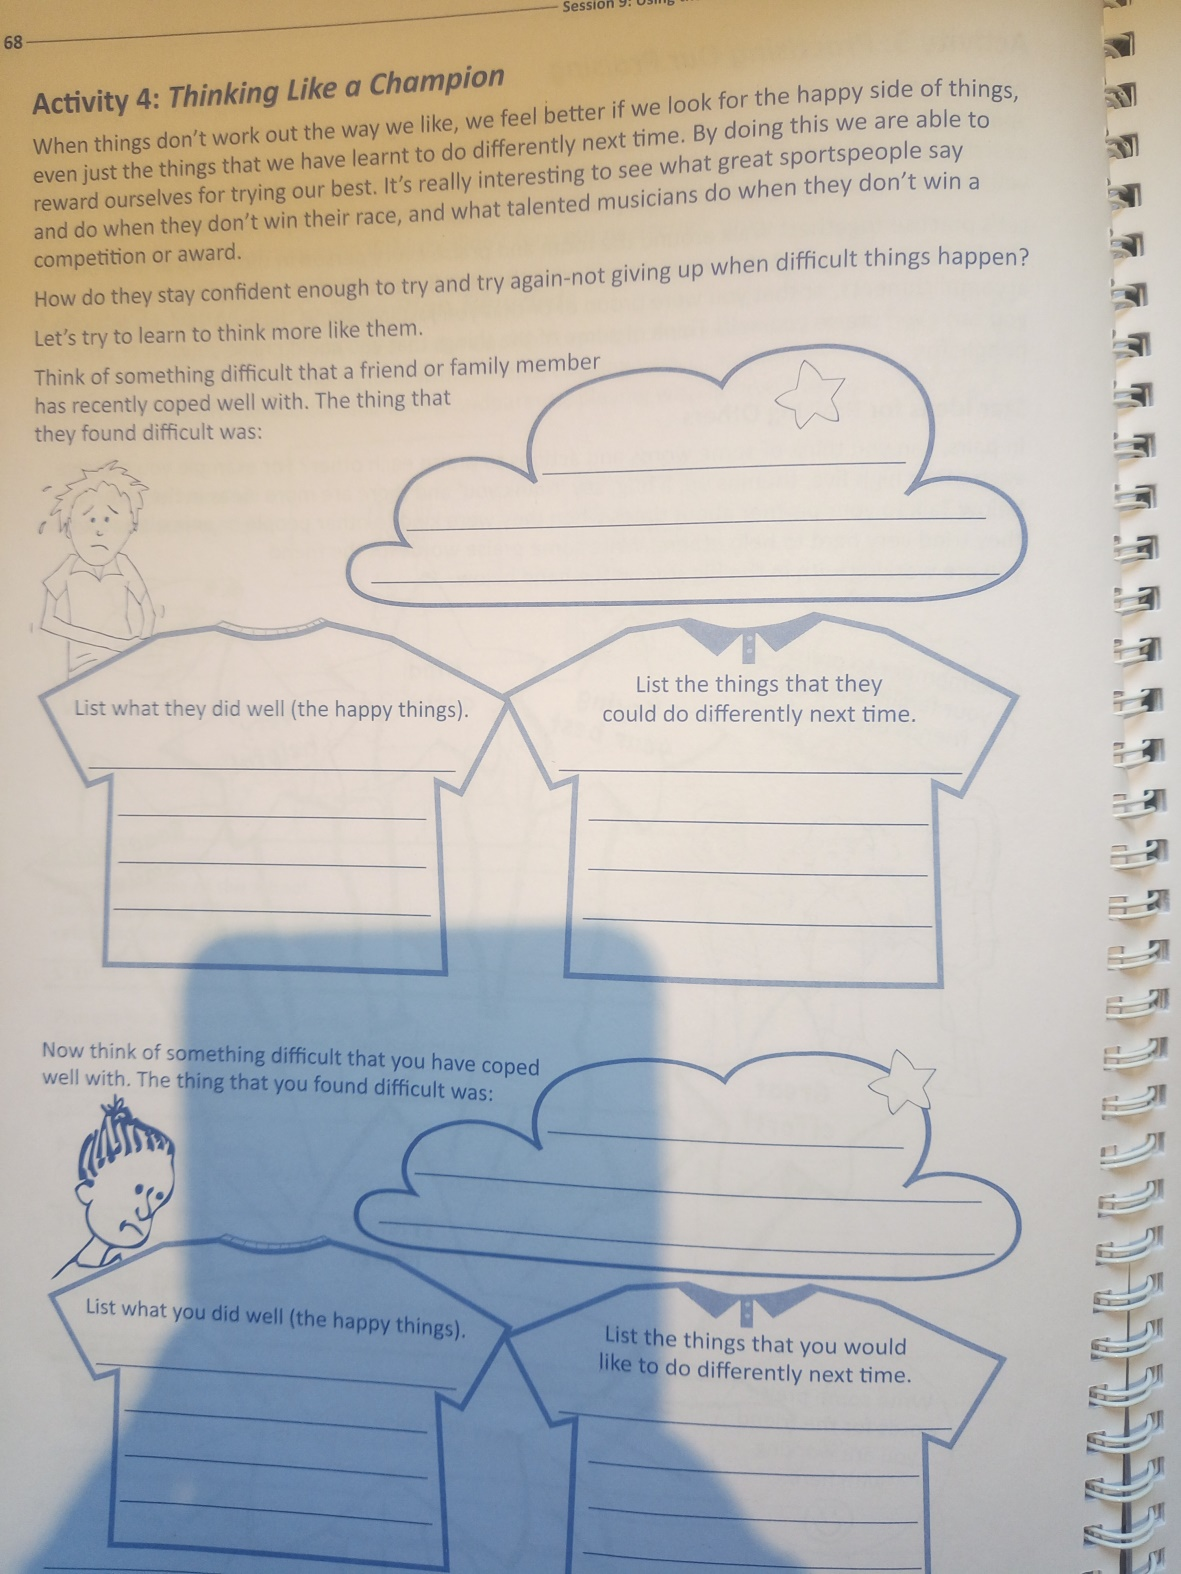 Session 9: Using
68
Activity 4: Thinking Like a Champion
When things don't work out the way we like, we feel better if we look for the happy side of things,
even just the things that we have learnt to do differently next time. By doing this we are able to
reward ourselves for trying our best. It's really interesting to see what great sportspeople say
and do when they don't win their race, and what talented musicians do when they don't win a
competition or award.
How do they stay confident enough to try and try again-not giving up when difficult things happen?
Let's try to learn to think more like them.
Think of something difficult that a friend or family member
has recently coped well with. The thing that
they found difficult was:
List what they did well (the happy things).
List the things that they
could do differently next time.
Now think of something difficult that you have coped
well with. The thing that you found difficult was:
List what you did well (the happy things).
List the things that you would
like to do differently next time.